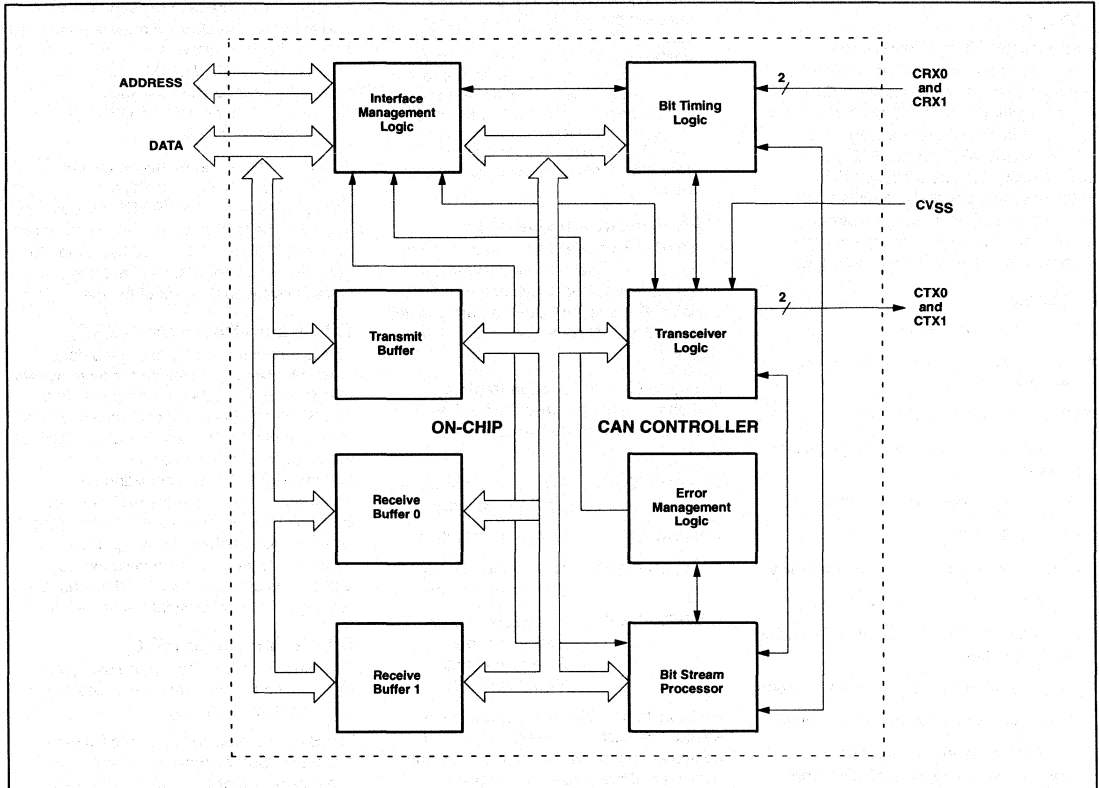 ADDRESS
DATA
Interface
Management
Logic
Bit Timing
Logic
2
CRX0
and
CRX1
CVSS
Transmit
Buffer
Transceiver
Logic
2
CTX0
and
CTX1
ON-CHIP
CAN CONTROLLER
Receive
Buffer 0
Error
Management
Logic
Receive
Buffer 1
Bit Stream
Processor